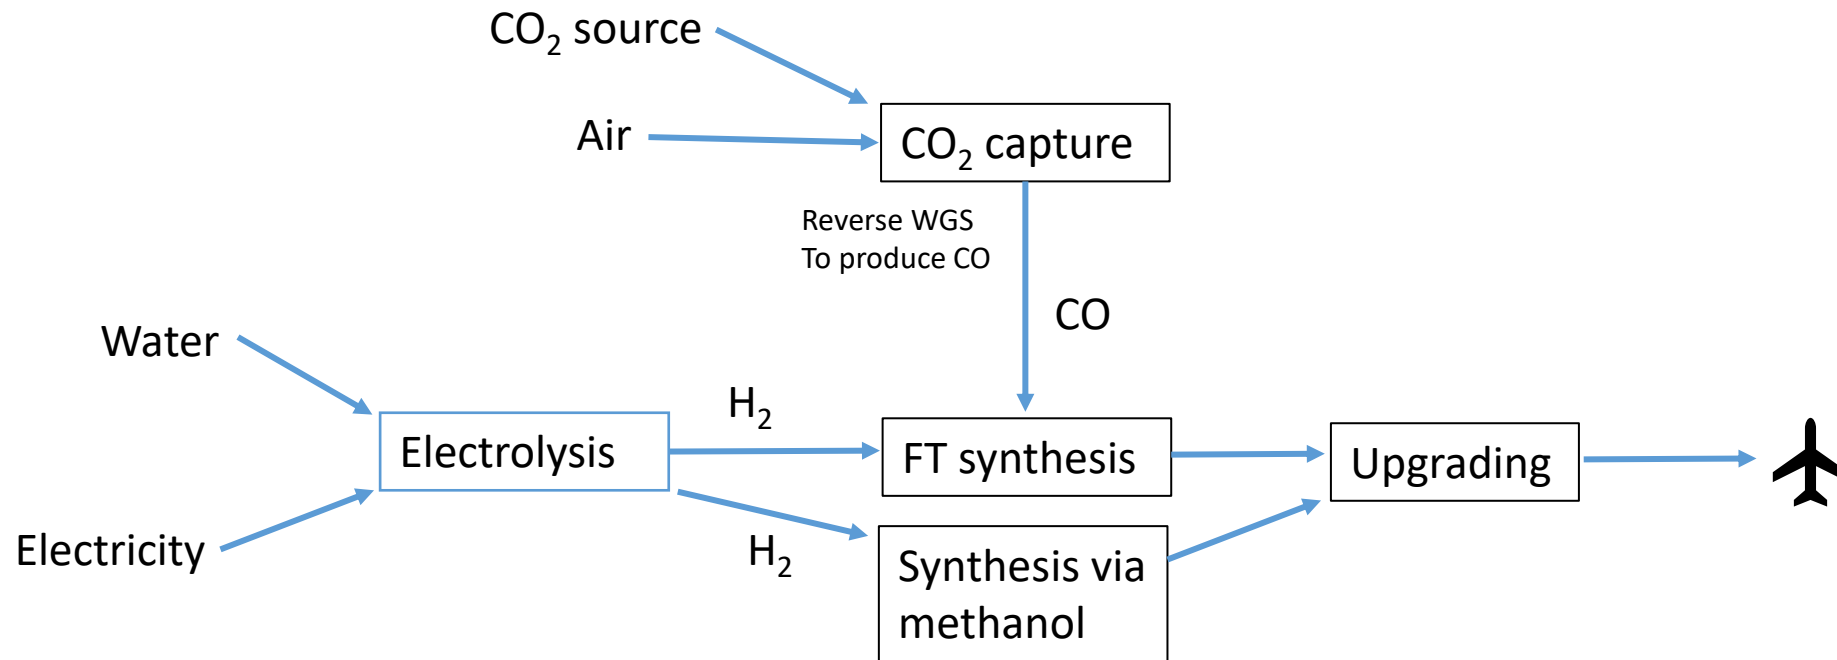 CO₂ source
Air
CO₂ capture
Reverse WGS
To produce CO
CO
Water
H₂
Electrolysis
FT synthesis
Upgrading
Electricity
H₂
Synthesis via
methanol